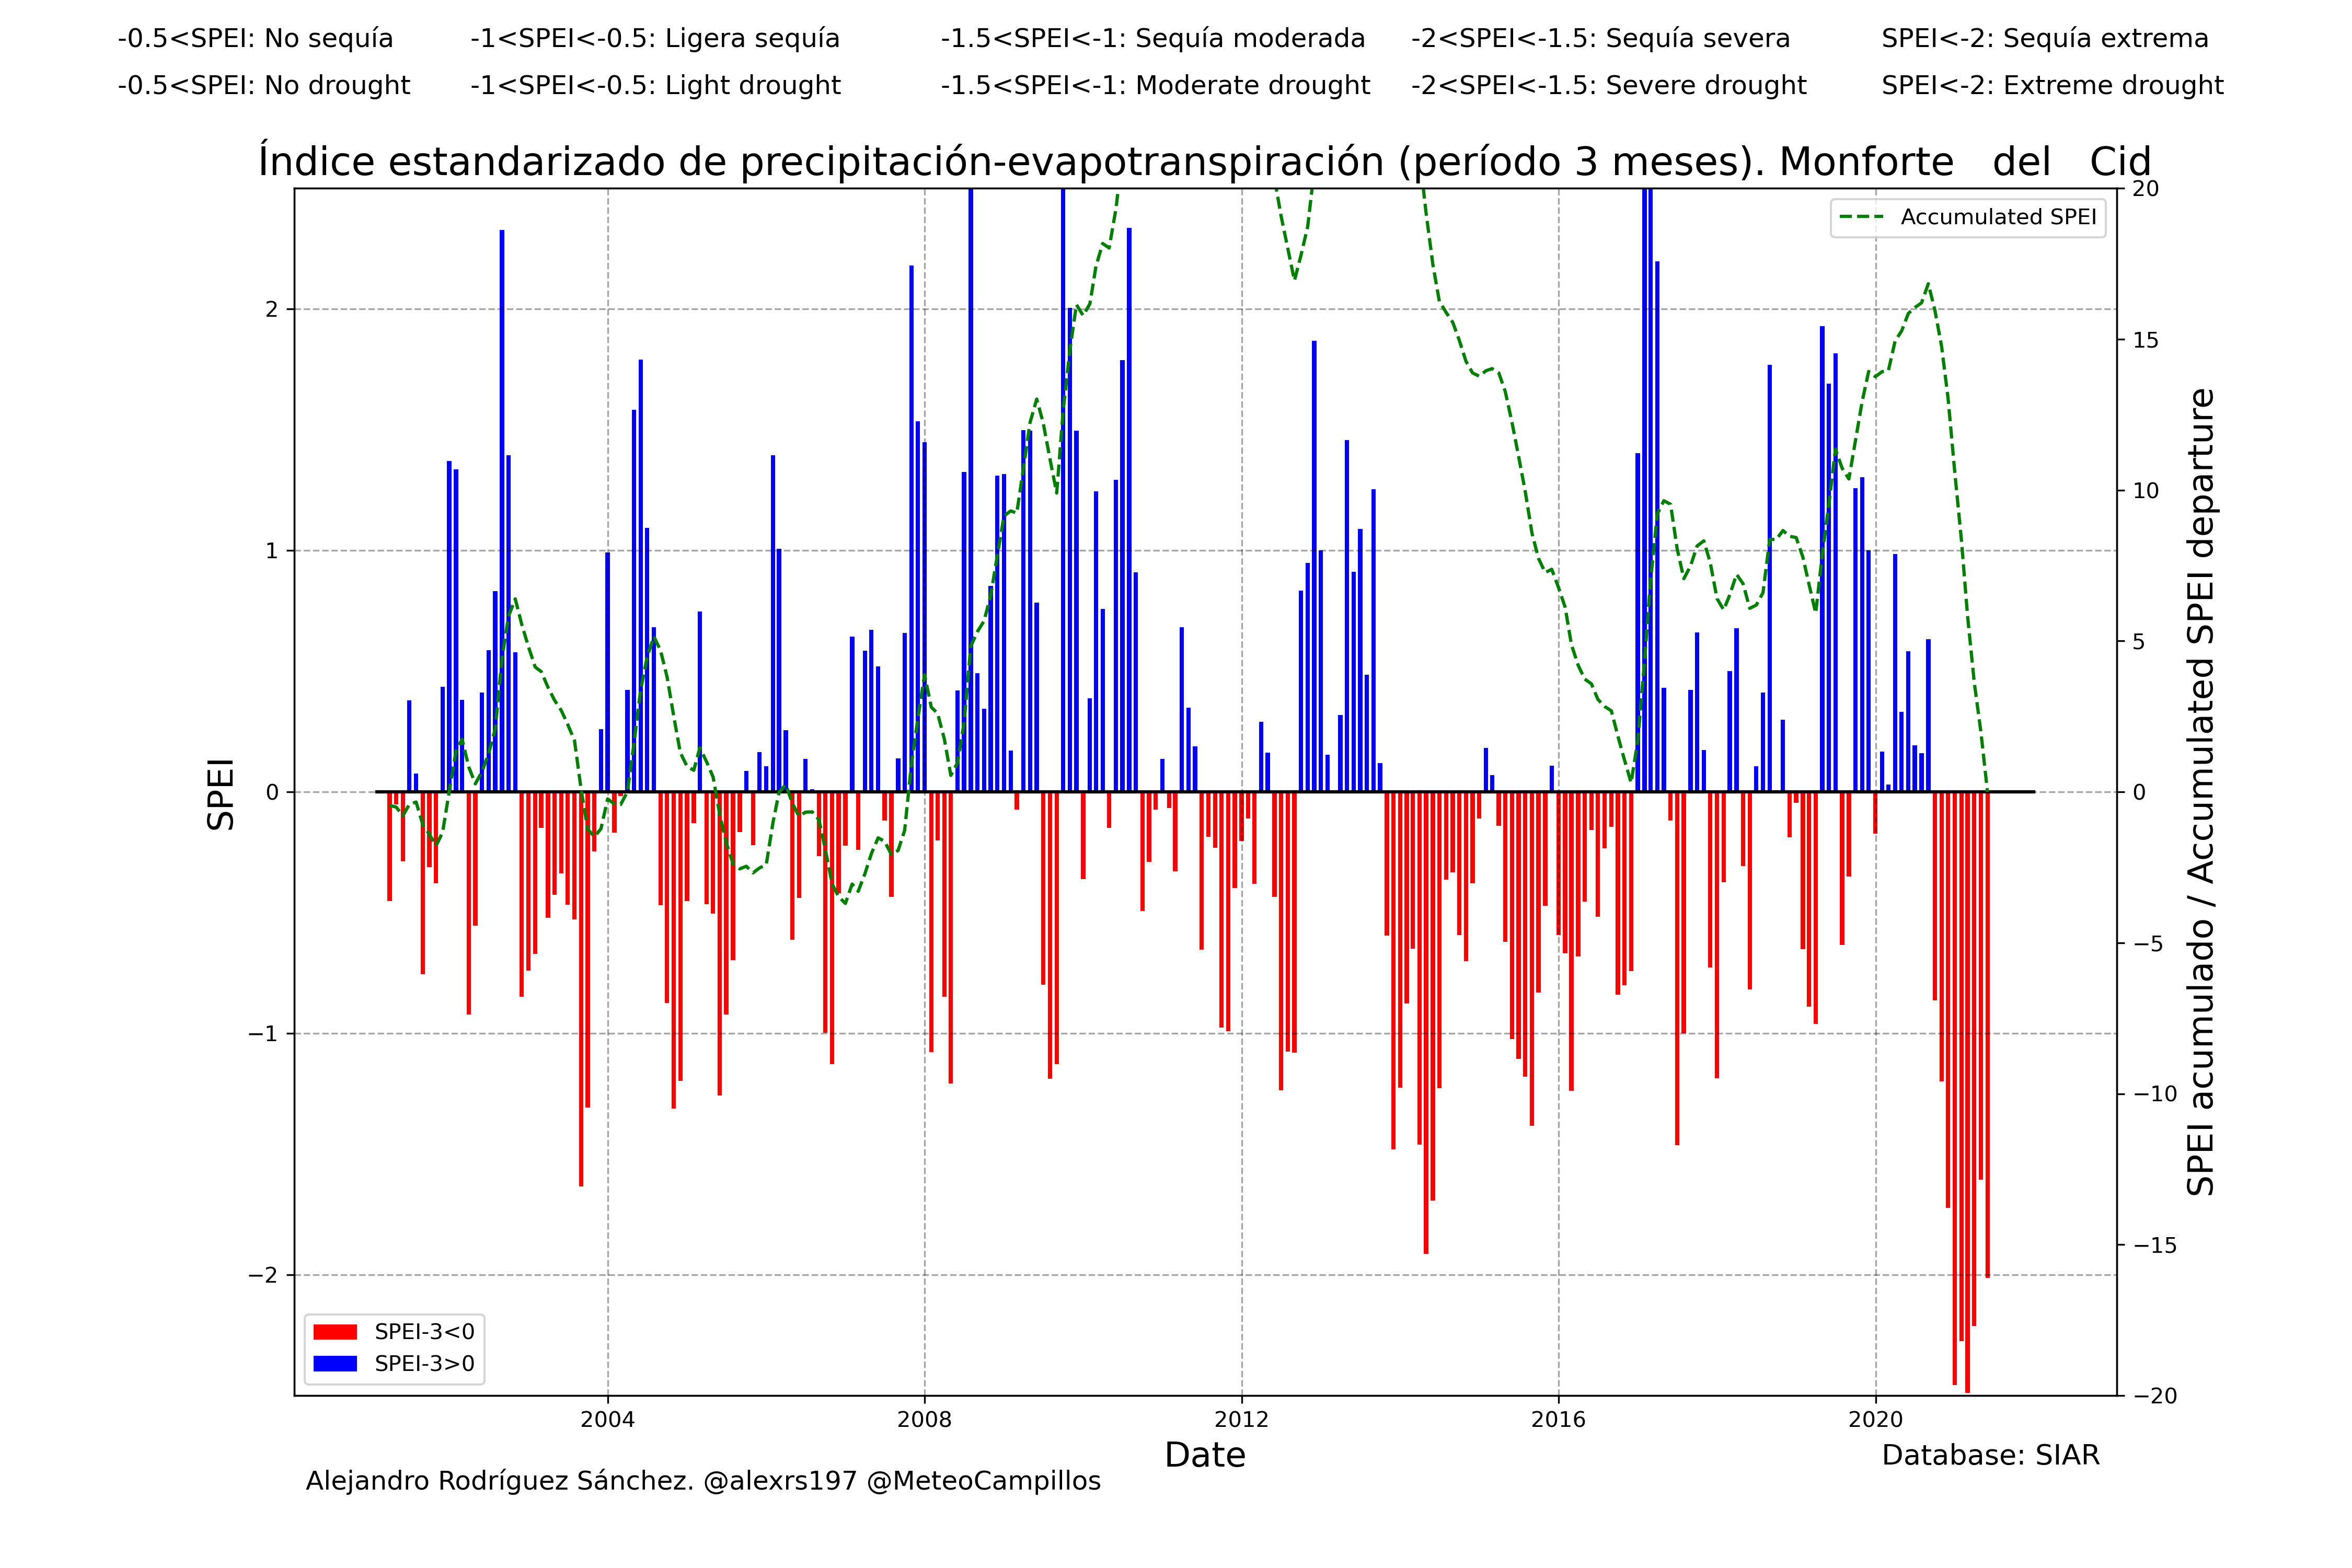 -0.5<SPEI: No sequía -1<SPEI<-0.5: Ligera sequía -1.5<SPEI<-1: Sequía moderada -2<SPEI<-1.5: Sequía severa SPEI<-2: Sequía extrema
-0.5<SPEI: No drought -1<SPEI<-0.5: Light drought -1.5<SPEI<-1: Moderate drought -2<SPEI<-1.5: Severe drought SPEI<-2: Extreme drought
Índice estandarizado de precipitación-evapotranspiración (período 3 meses). Monforte del Cid
Accumulated SPEI
SPEI
2
1
0
−1
−2
20
15
10
5
0
−5
−10
−15
−20
SPEI acumulado / Accumulated SPEI departure
SPEI-3<0
SPEI-3>0
2004 2008 2012 2016 2020
Date
Database: SIAR
Alejandro Rodríguez Sánchez. @alexrs197 @MeteoCampillos